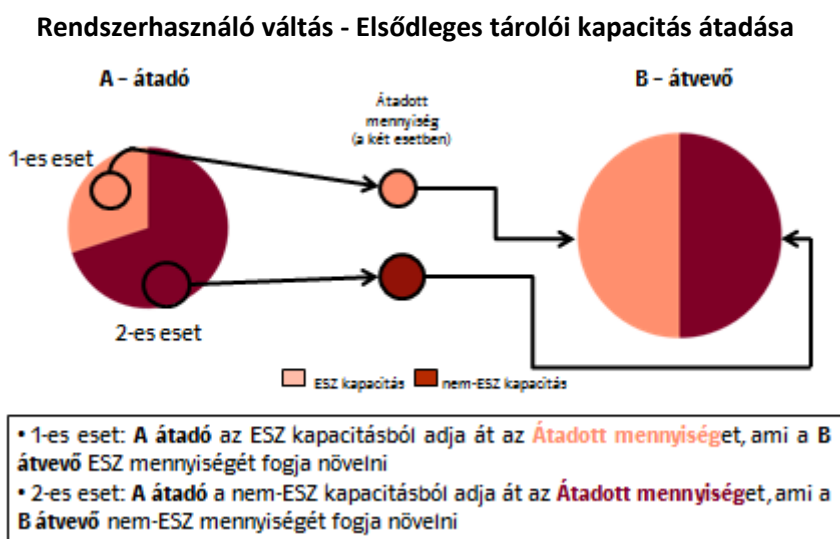 Rendszerhasználó váltás - Elsődleges tárolói kapacitás átadása
A – átadó
B – átvevő
Átadott
mennyiség
(a két esetben)
1-es eset
2-es eset
ESZ kapacitás
nem-ESZ kapacitás
• 1-es eset: A átadó az ESZ kapacitásból adja át az Átadott mennyiséget, ami a B
átvevő ESZ mennyiségét fogja növelni
• 2-es eset: A átadó a nem-ESZ kapacitásból adja át az Átadott mennyiséget, ami a
B átvevő nem-ESZ mennyiségét fogja növelni